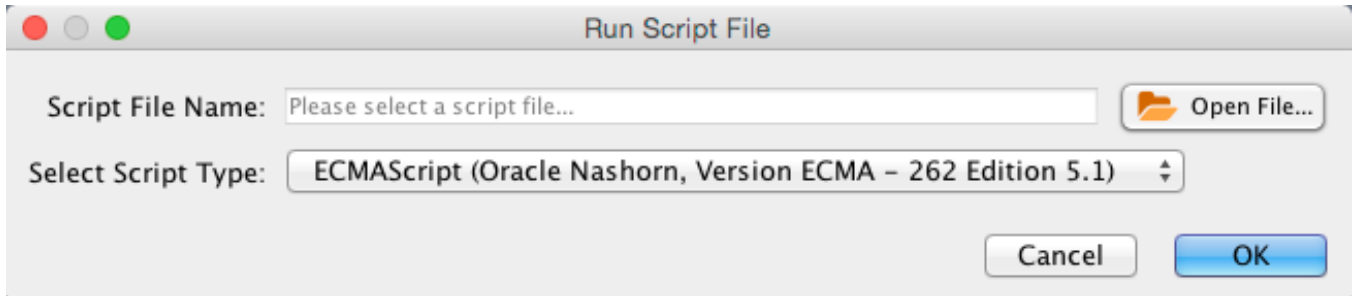 Run Script File
Script File Name: Please select a script file... Open File...
Select Script Type: ECMAScript (Oracle Nashorn, Version ECMA – 262 Edition 5.1)
Cancel OK